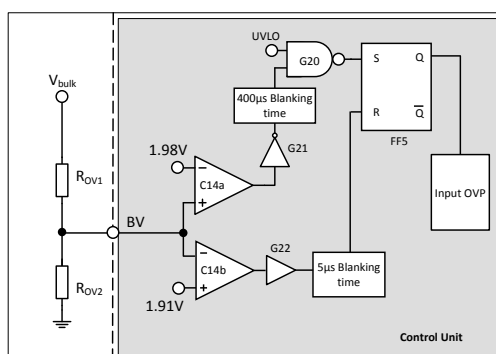 UVLO
G20
S
Q
V_bulk
400µs Blanking
time
R
Q̅
FF5
G21
1.98V
−
C14a
Input OVP
R_OV1
+
BV
G22
−
C14b
5µs Blanking
time
R_OV2
+
1.91V
Control Unit